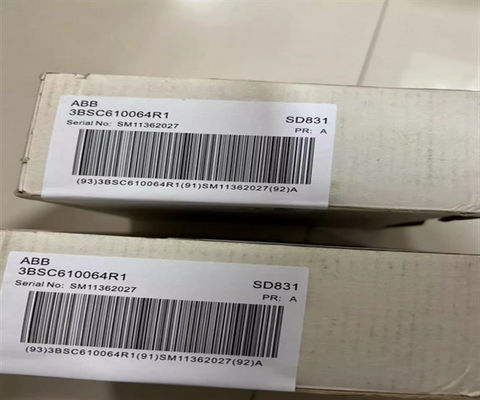 ABB
3BSC610064R1
SD831
Serial No: SM11362027
PR: A
(93)3BSC610064R1(91)SM11362027(92)A
ABB
3BSC610064R1
SD831
Serial No: SM11362027
PR: A
(93)3BSC610064R1(91)SM11362027(92)A